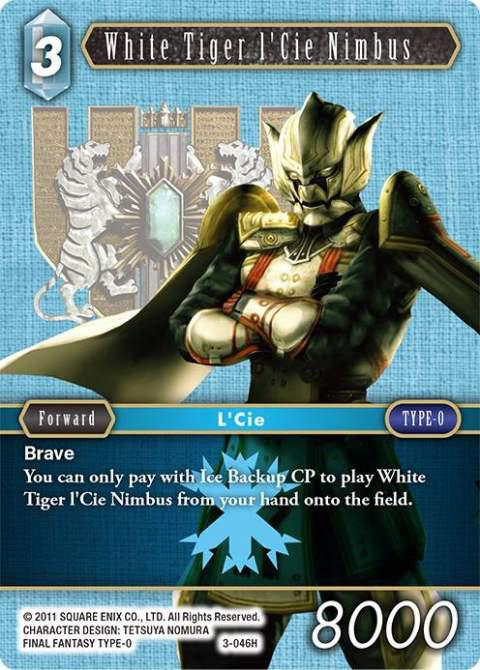 3
White Tiger l'Cie Nimbus
Forward
L'Cie
TYPE-0
Brave
You can only pay with Ice Backup CP to play White
Tiger l'Cie Nimbus from your hand onto the field.
© 2011 SQUARE ENIX CO., LTD. All Rights Reserved.
CHARACTER DESIGN: TETSUYA NOMURA
FINAL FANTASY TYPE-0
3-046H
8000